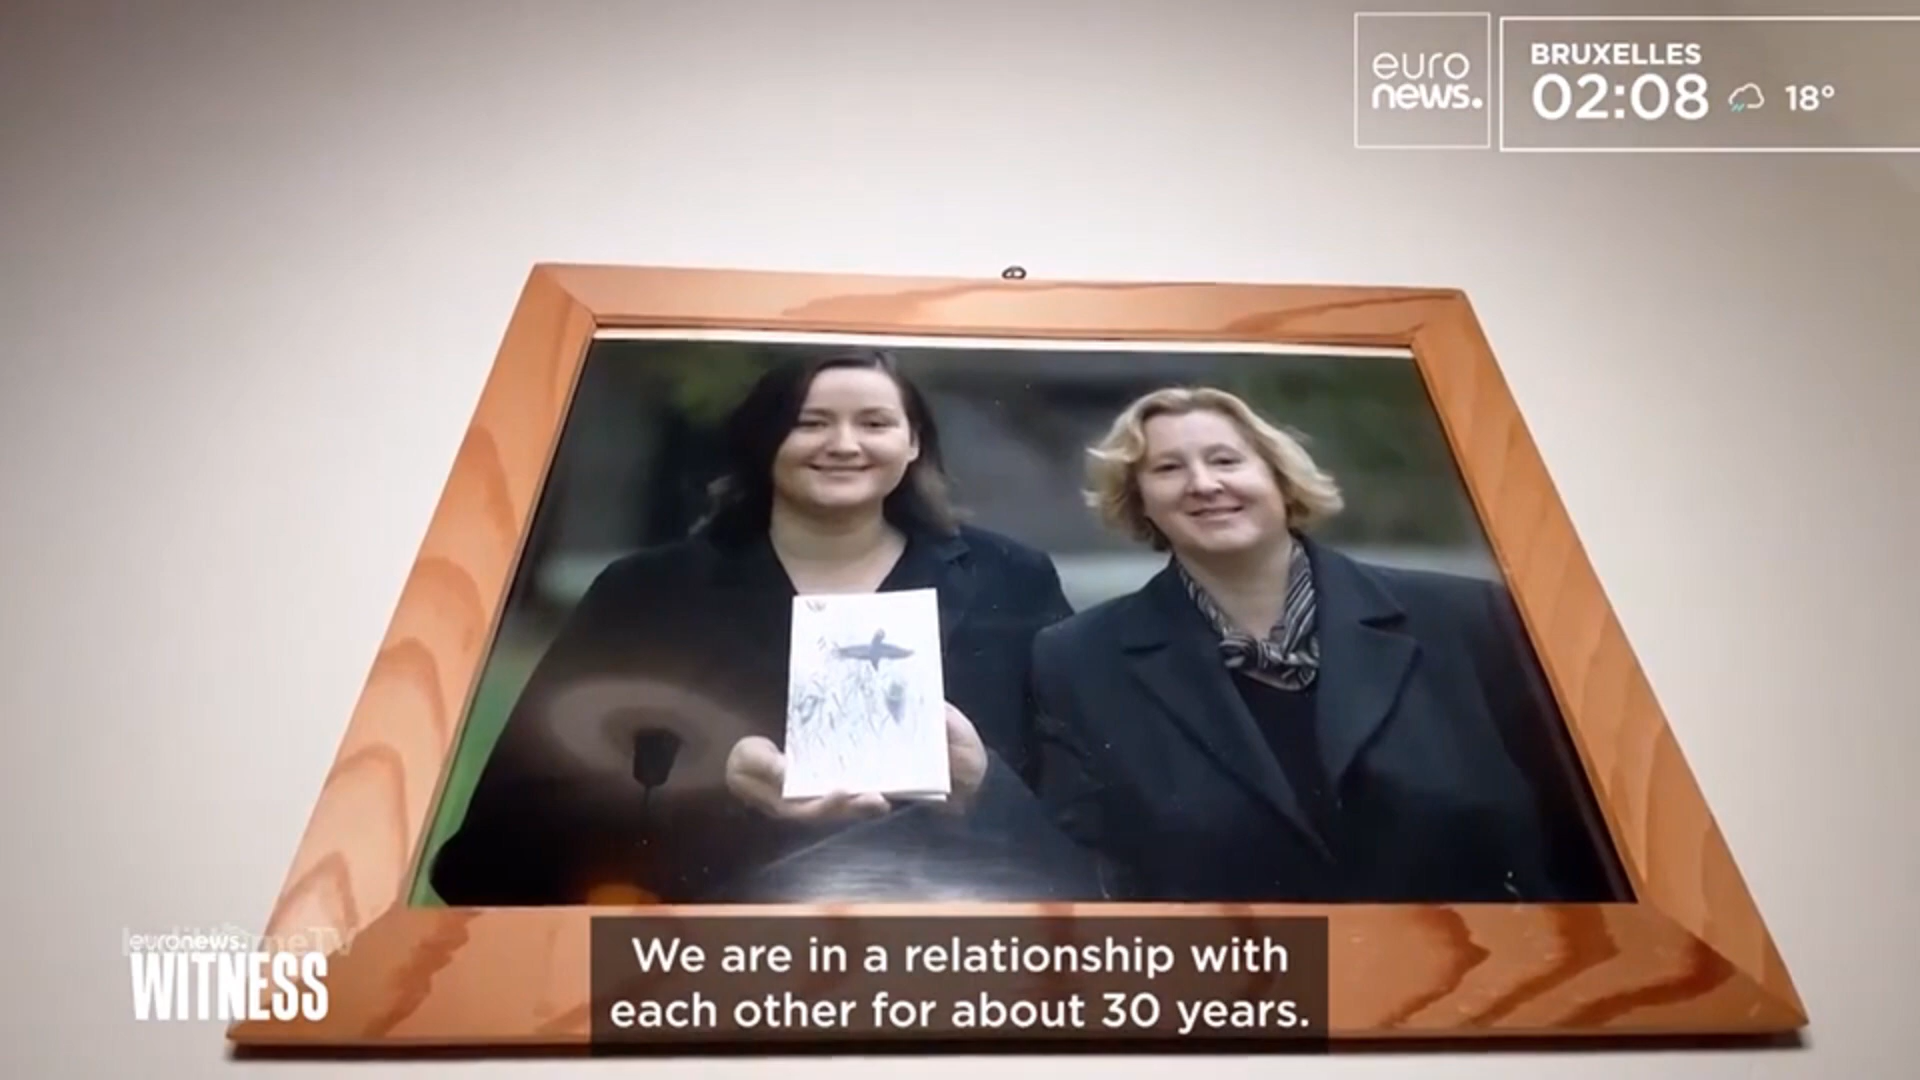 euro
news.
BRUXELLES
02:08 18°
euronews.
WITNESS
We are in a relationship with
each other for about 30 years.